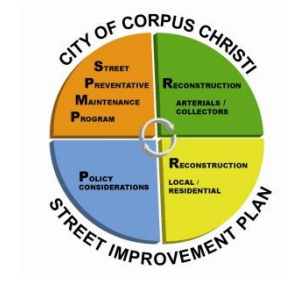 CITY OF CORPUS CHRISTI
STREET
PREVENTATIVE
MAINTENANCE
PROGRAM
RECONSTRUCTION
ARTERIALS /
COLLECTORS
POLICY
CONSIDERATIONS
RECONSTRUCTION
LOCAL /
RESIDENTIAL
STREET IMPROVEMENT PLAN